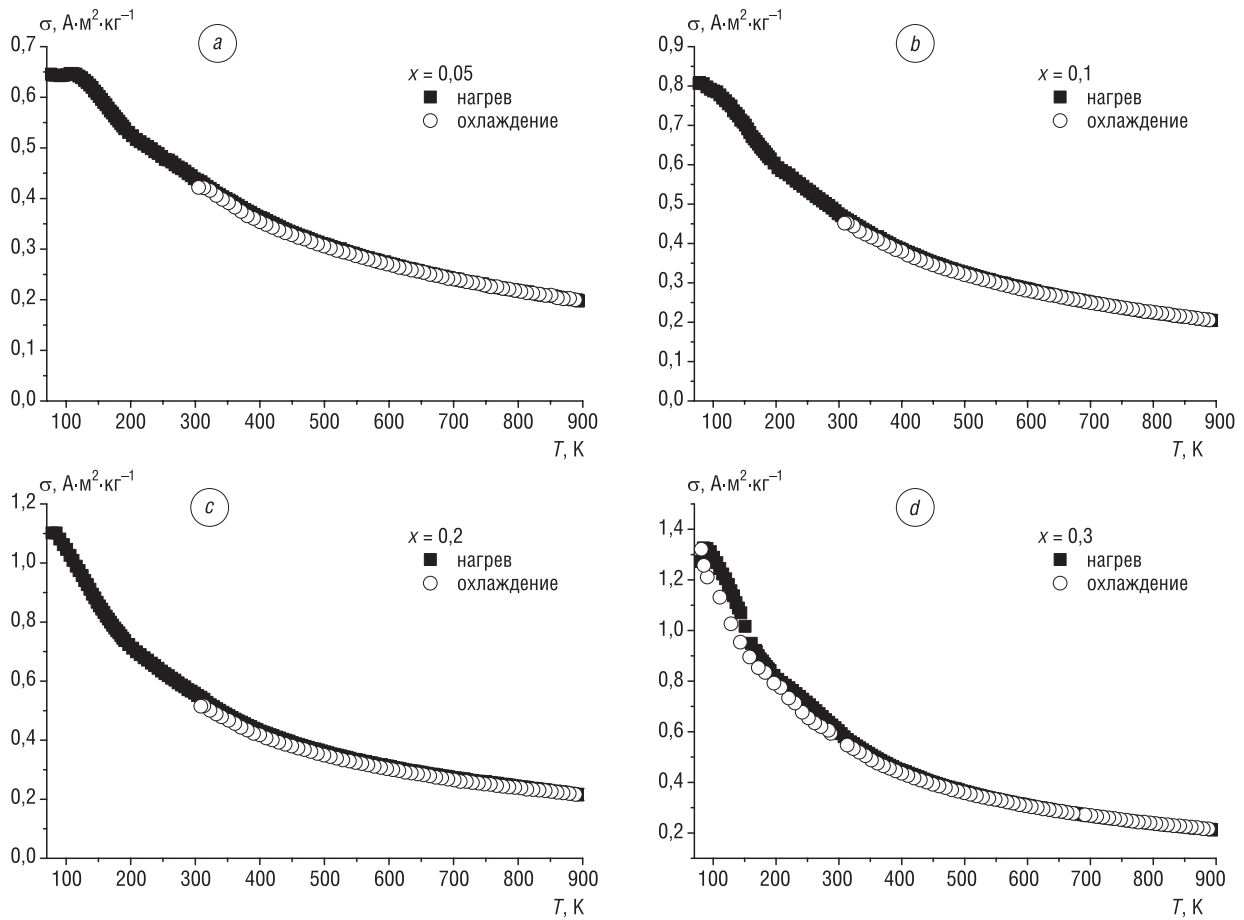 σ, А·м²·кг⁻¹
a
0,7
0,6
0,5
0,4
0,3
0,2
0,1
0,0
x = 0,05
нагрев
охлаждение
100 200 300 400 500 600 700 800 900
T, K
σ, А·м²·кг⁻¹
b
0,9
0,8
0,7
0,6
0,5
0,4
0,3
0,2
0,1
0,0
x = 0,1
нагрев
охлаждение
100 200 300 400 500 600 700 800 900
T, K
σ, А·м²·кг⁻¹
c
1,2
1,0
0,8
0,6
0,4
0,2
0,0
x = 0,2
нагрев
охлаждение
100 200 300 400 500 600 700 800 900
T, K
σ, А·м²·кг⁻¹
d
1,4
1,2
1,0
0,8
0,6
0,4
0,2
x = 0,3
нагрев
охлаждение
100 200 300 400 500 600 700 800 900
T, K